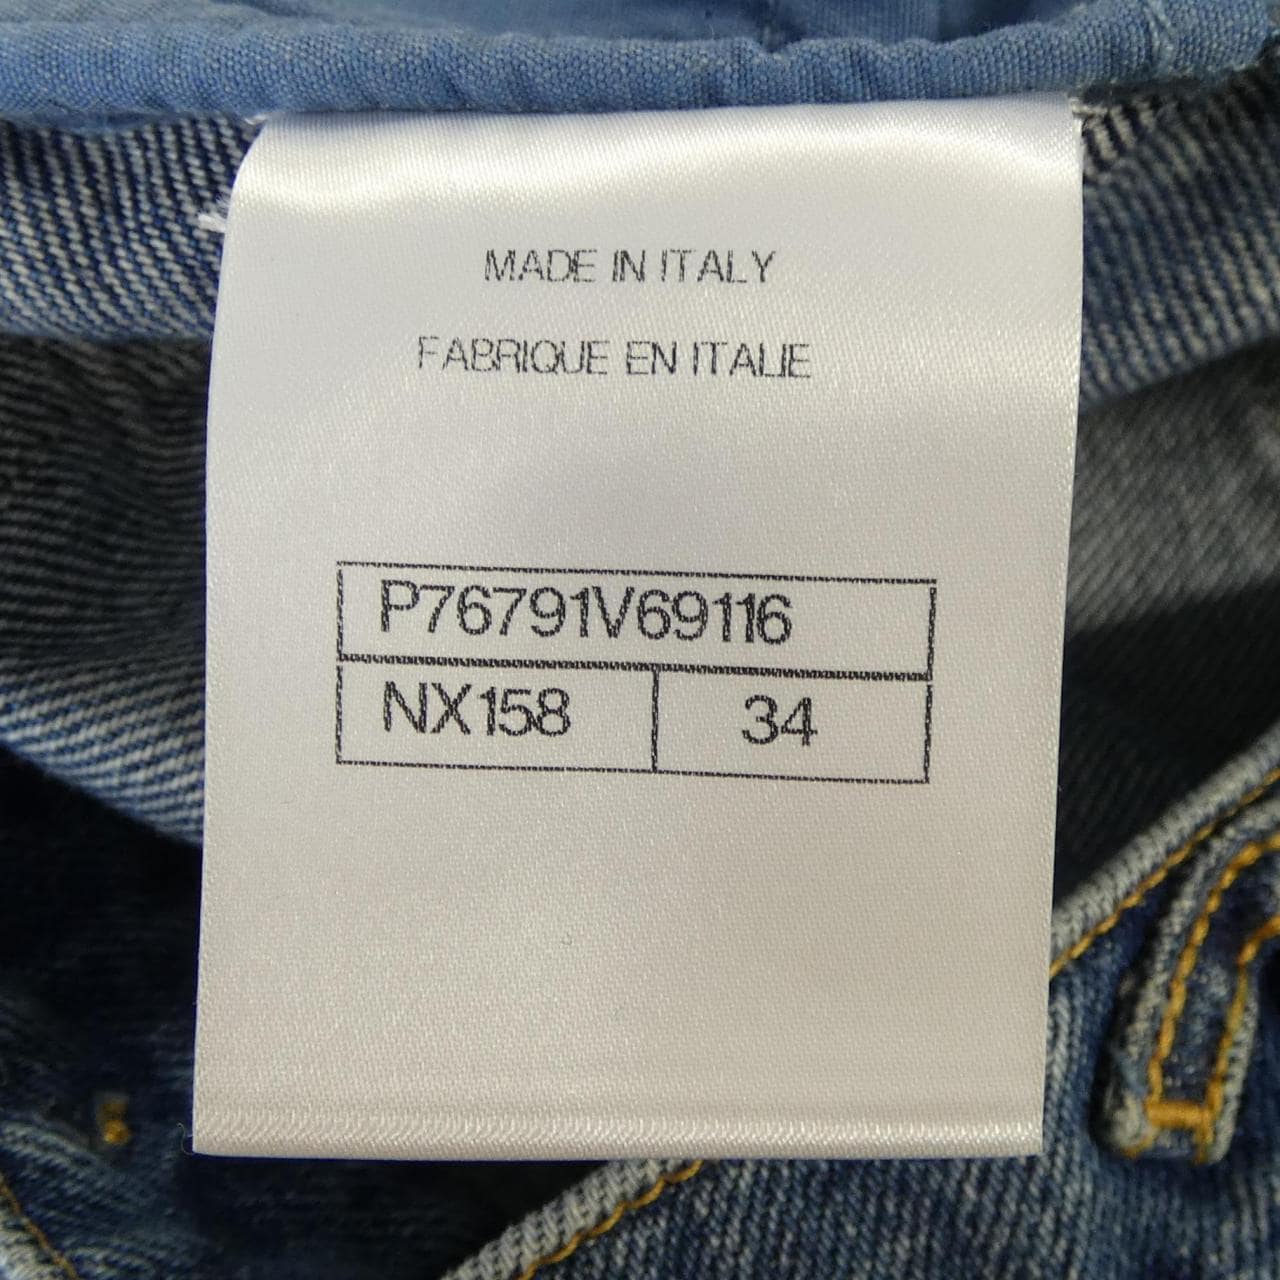 MADE IN ITALY
FABRIQUE EN ITALIE
P76791V69116
NX158 34